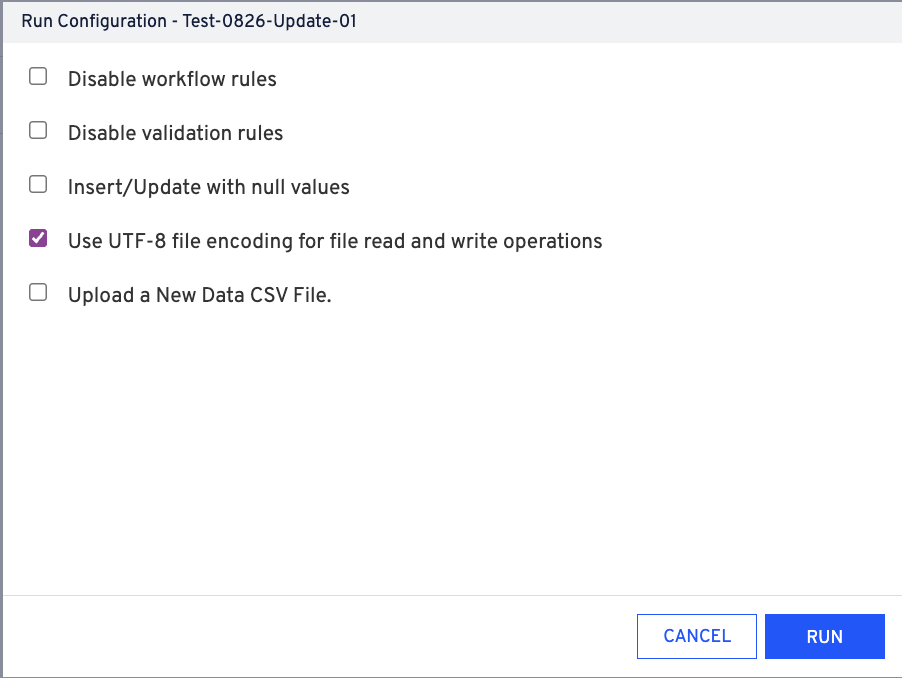 Run Configuration - Test-0826-Update-01
Disable workflow rules
Disable validation rules
Insert/Update with null values
Use UTF-8 file encoding for file read and write operations
Upload a New Data CSV File.
CANCEL
RUN